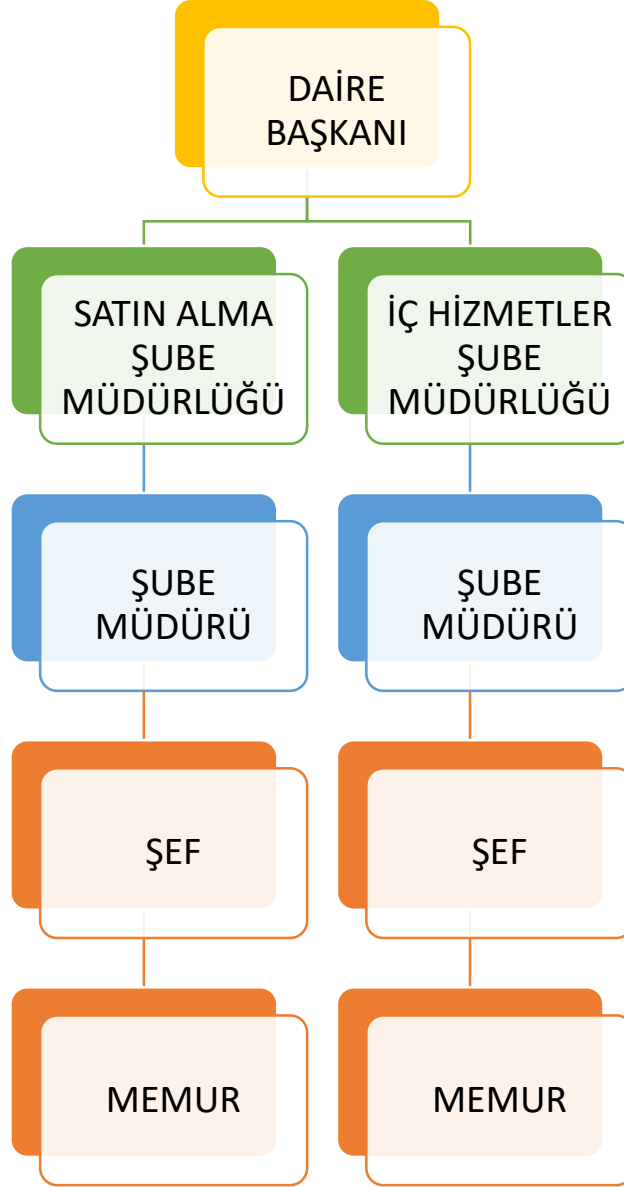 DAİRE
BAŞKANI
SATIN ALMA
ŞUBE
MÜDÜRLÜĞÜ
İÇ HİZMETLER
ŞUBE
MÜDÜRLÜĞÜ
ŞUBE
MÜDÜRÜ
ŞUBE
MÜDÜRÜ
ŞEF
ŞEF
MEMUR
MEMUR